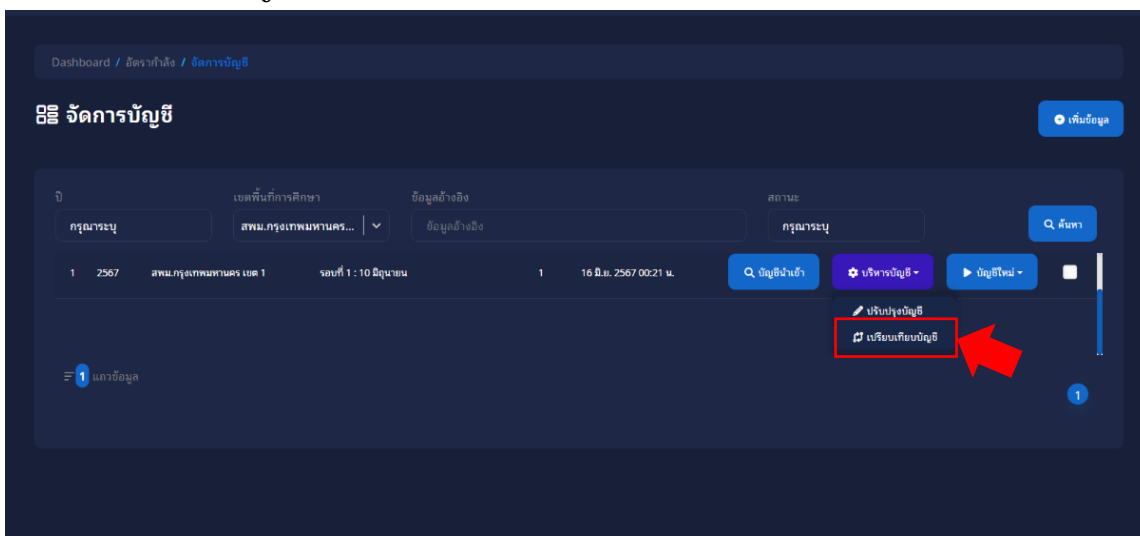 Dashboard / อัตรากำลัง / จัดการบัญชี
จัดการบัญชี
เพิ่มข้อมูล
ปี เขตพื้นที่การศึกษา ข้อมูลอ้างอิง สถานะ
กรุณาระบุ สพม.กรุงเทพมหานคร... ข้อมูลอ้างอิง กรุณาระบุ ค้นหา
1 2567 สพม.กรุงเทพมหานคร เขต 1 รอบที่ 1 : 10 มิถุนายน 1 16 มิ.ย. 2567 00:21 น. บัญชีนำเข้า บริหารบัญชี บัญชีใหม่
ปรับปรุงบัญชี
เปรียบเทียบบัญชี
1 แถวข้อมูล
1